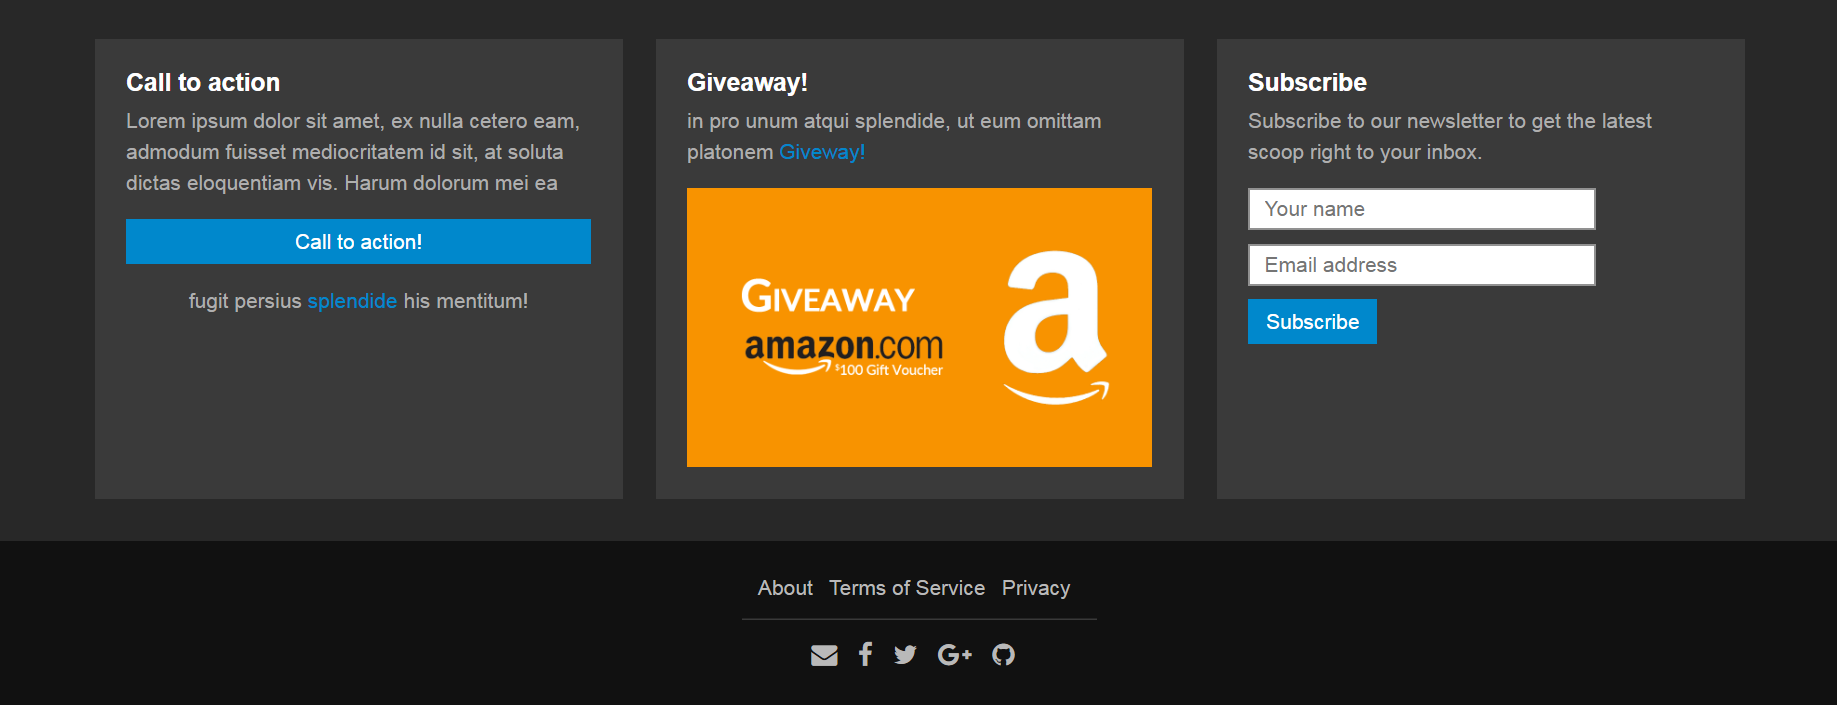 Call to action
Lorem ipsum dolor sit amet, ex nulla cetero eam,
admodum fuisset mediocritatem id sit, at soluta
dictas eloquentiam vis. Harum dolorum mei ea
Call to action!
fugit persius splendide his mentitum!
Giveaway!
in pro unum atqui splendide, ut eum omittam
platonem Giveway!
GIVEAWAY
amazon.com
$100 Gift Voucher
a
Subscribe
Subscribe to our newsletter to get the latest
scoop right to your inbox.
Your name
Email address
Subscribe
About Terms of Service Privacy
G+